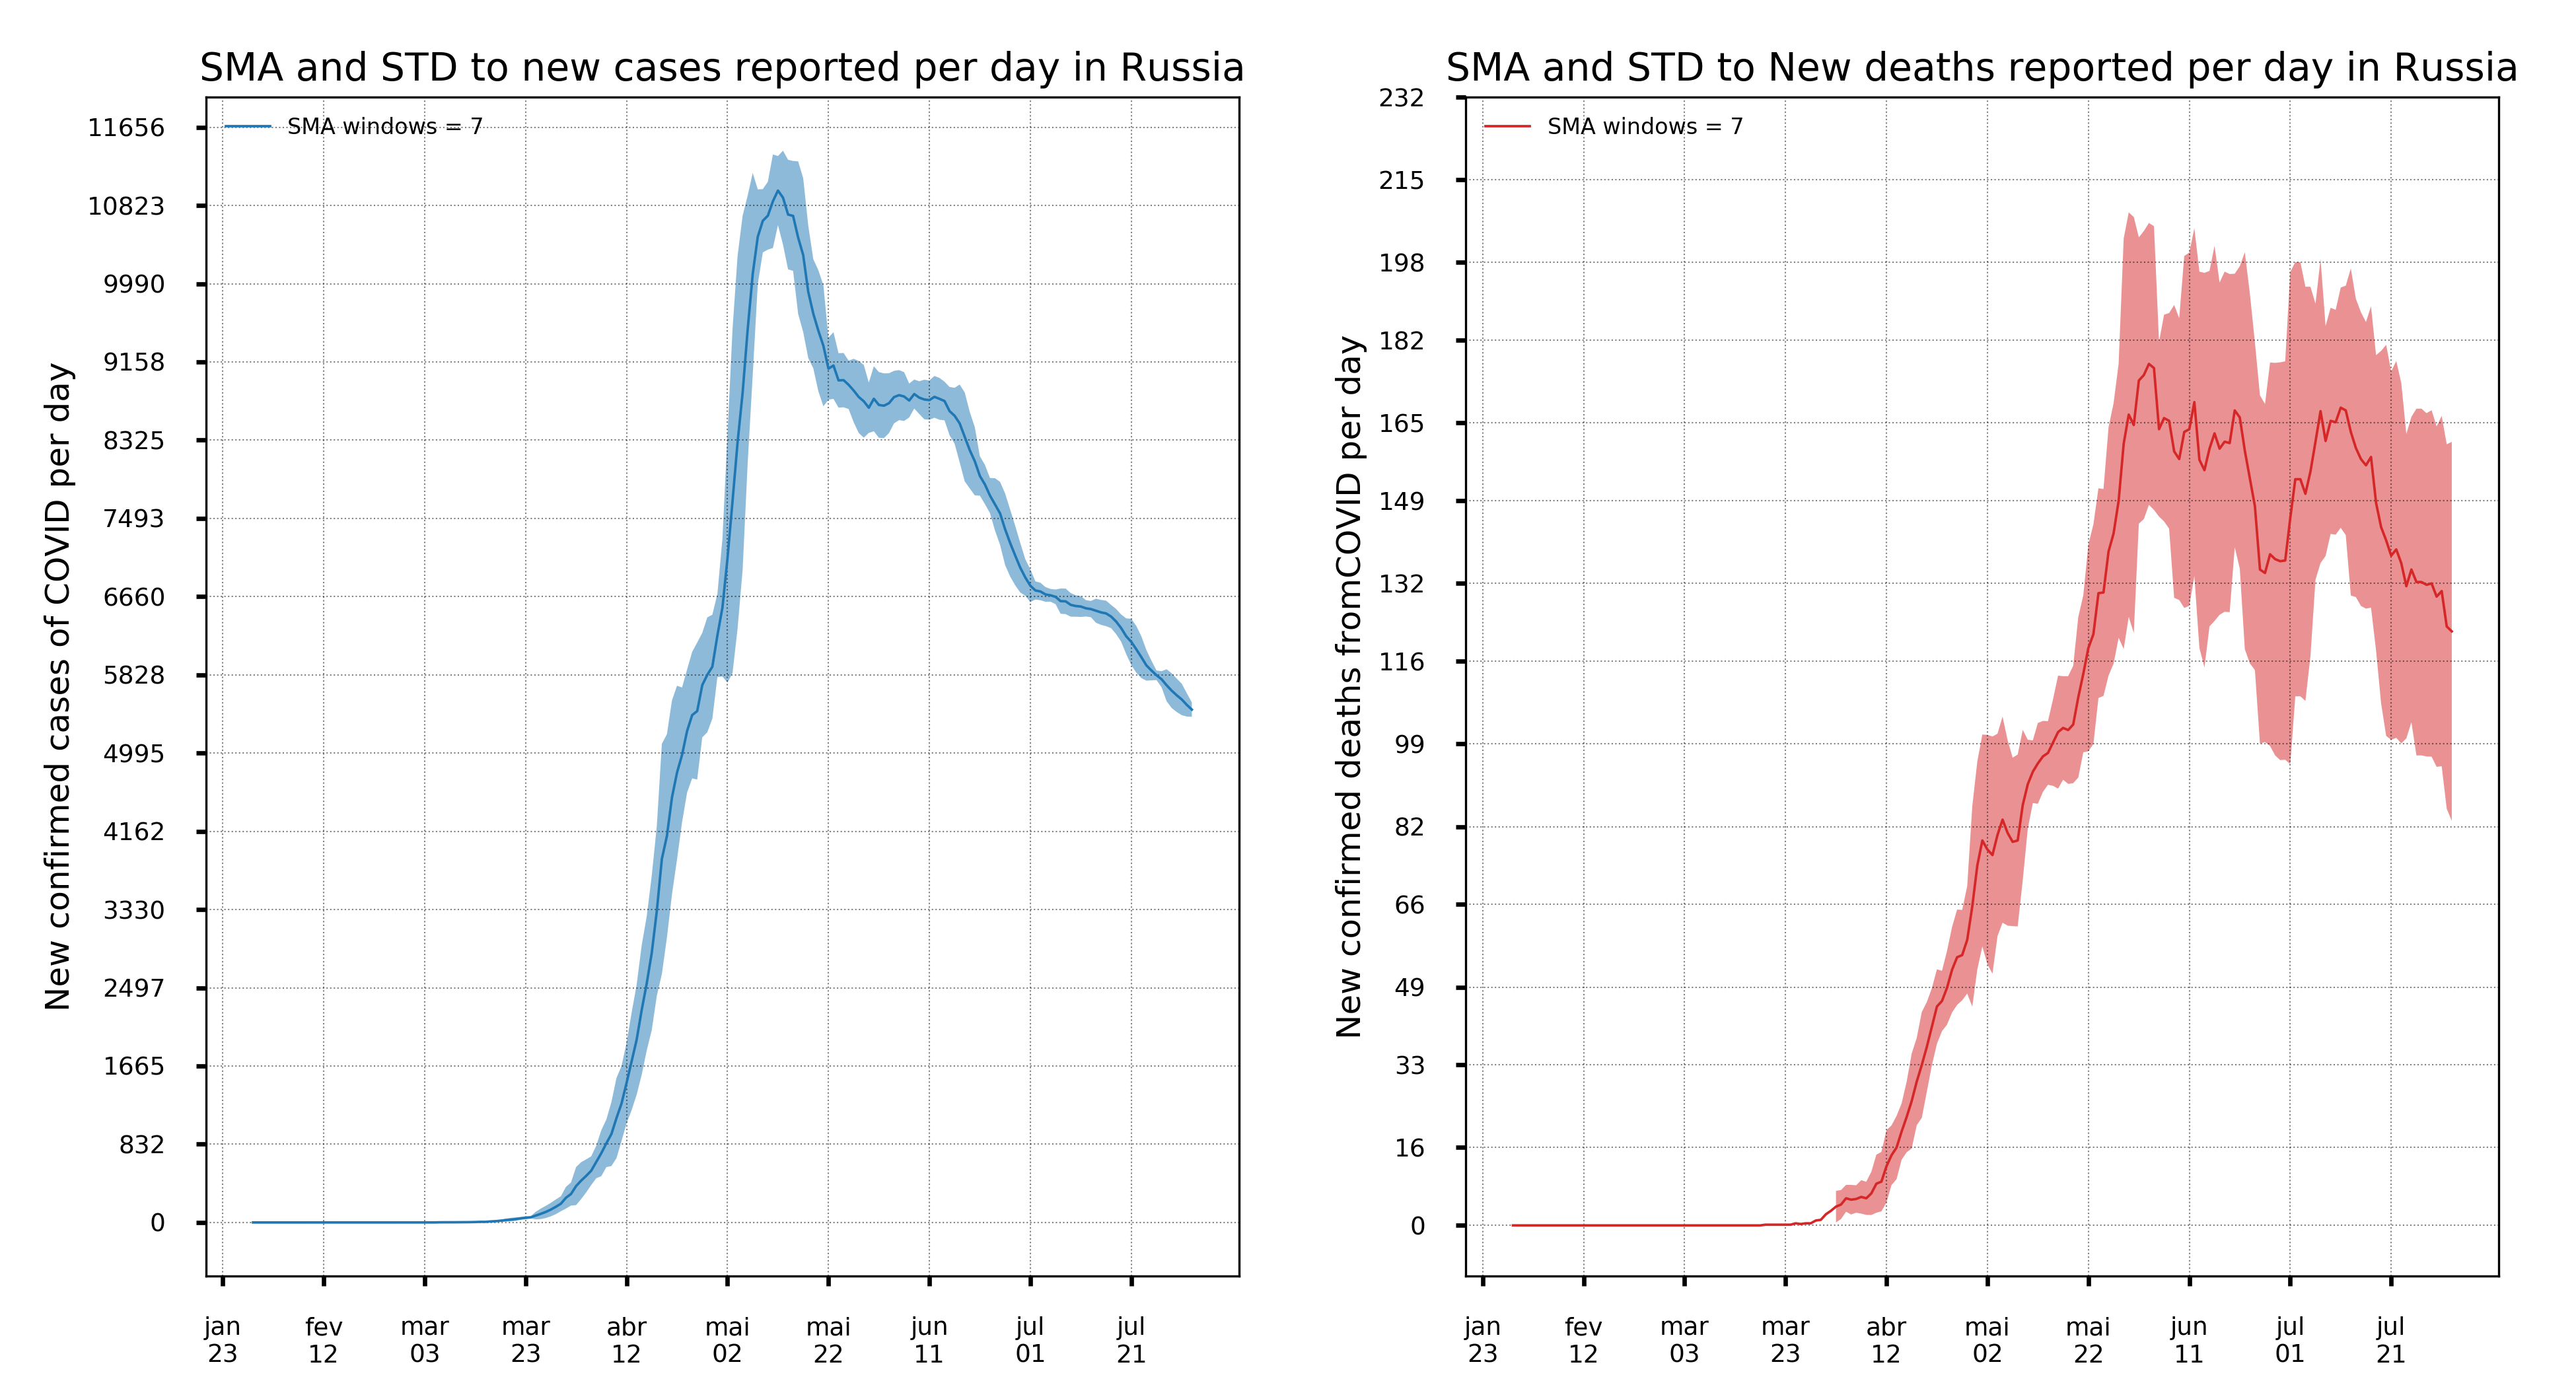 SMA and STD to new cases reported per day in Russia
SMA windows = 7
New confirmed cases of COVID per day
11656
10823
9990
9158
8325
7493
6660
5828
4995
4162
3330
2497
1665
832
0
jan 23
fev 12
mar 03
mar 23
abr 12
mai 02
mai 22
jun 11
jul 01
jul 21
SMA and STD to New deaths reported per day in Russia
SMA windows = 7
New confirmed deaths fromCOVID per day
232
215
198
182
165
149
132
116
99
82
66
49
33
16
0
jan 23
fev 12
mar 03
mar 23
abr 12
mai 02
mai 22
jun 11
jul 01
jul 21